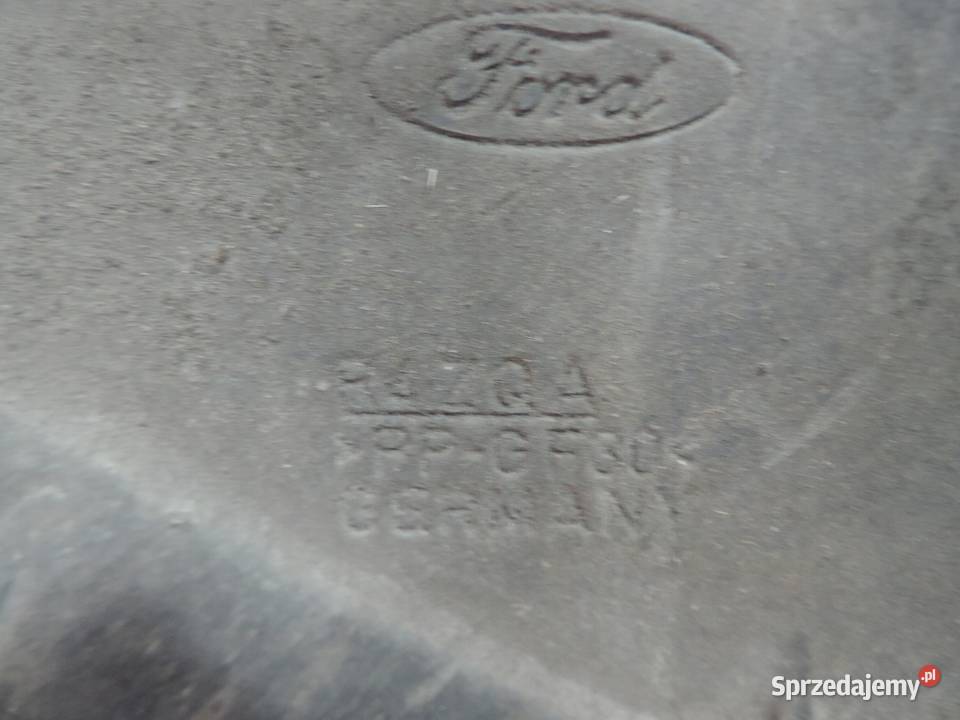 Ford
>PP-GF30<
GERMANY
Sprzedajemy.pl